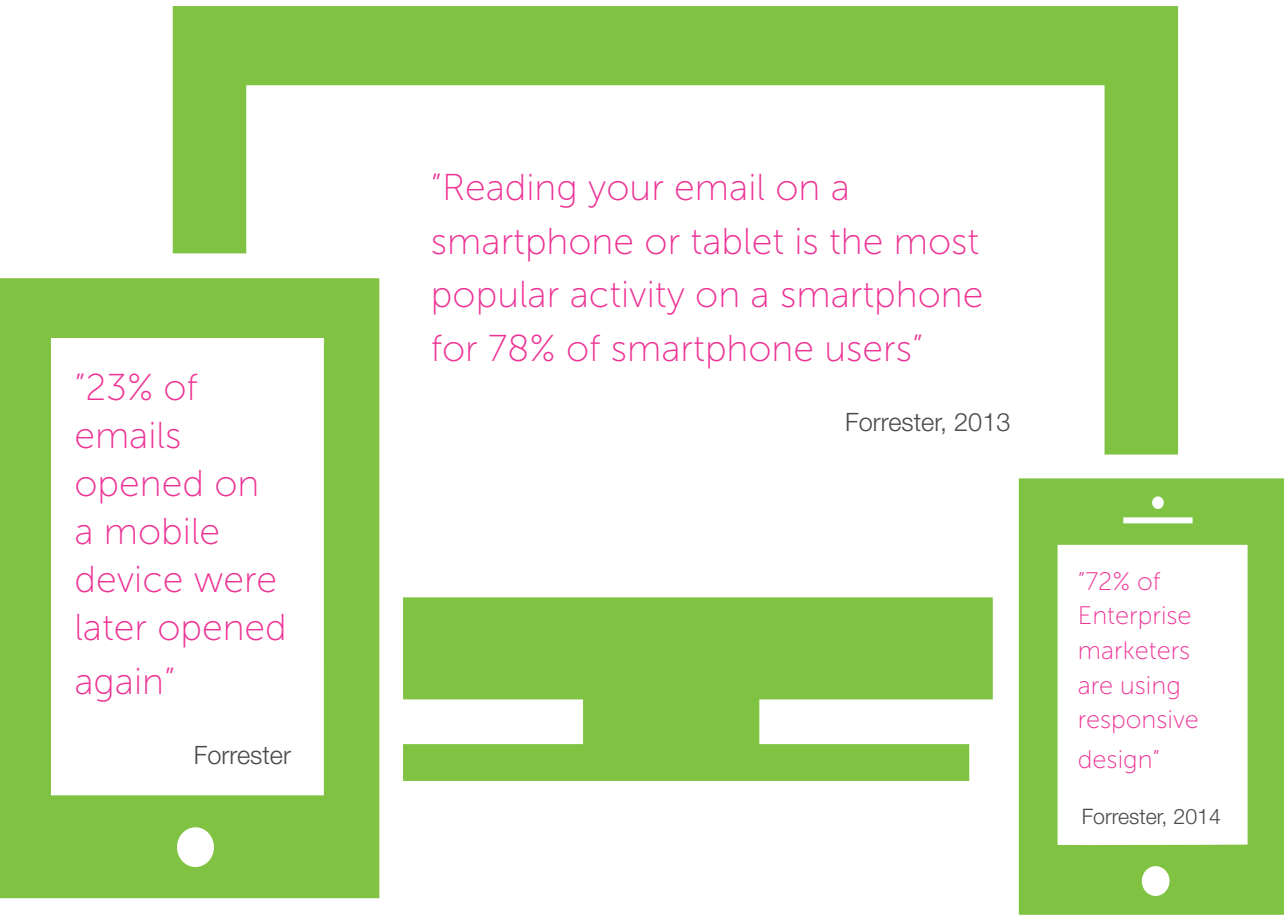 “Reading your email on a
smartphone or tablet is the most
popular activity on a smartphone
for 78% of smartphone users”
Forrester, 2013
“23% of
emails
opened on
a mobile
device were
later opened
again”
Forrester
“72% of
Enterprise
marketers
are using
responsive
design”
Forrester, 2014